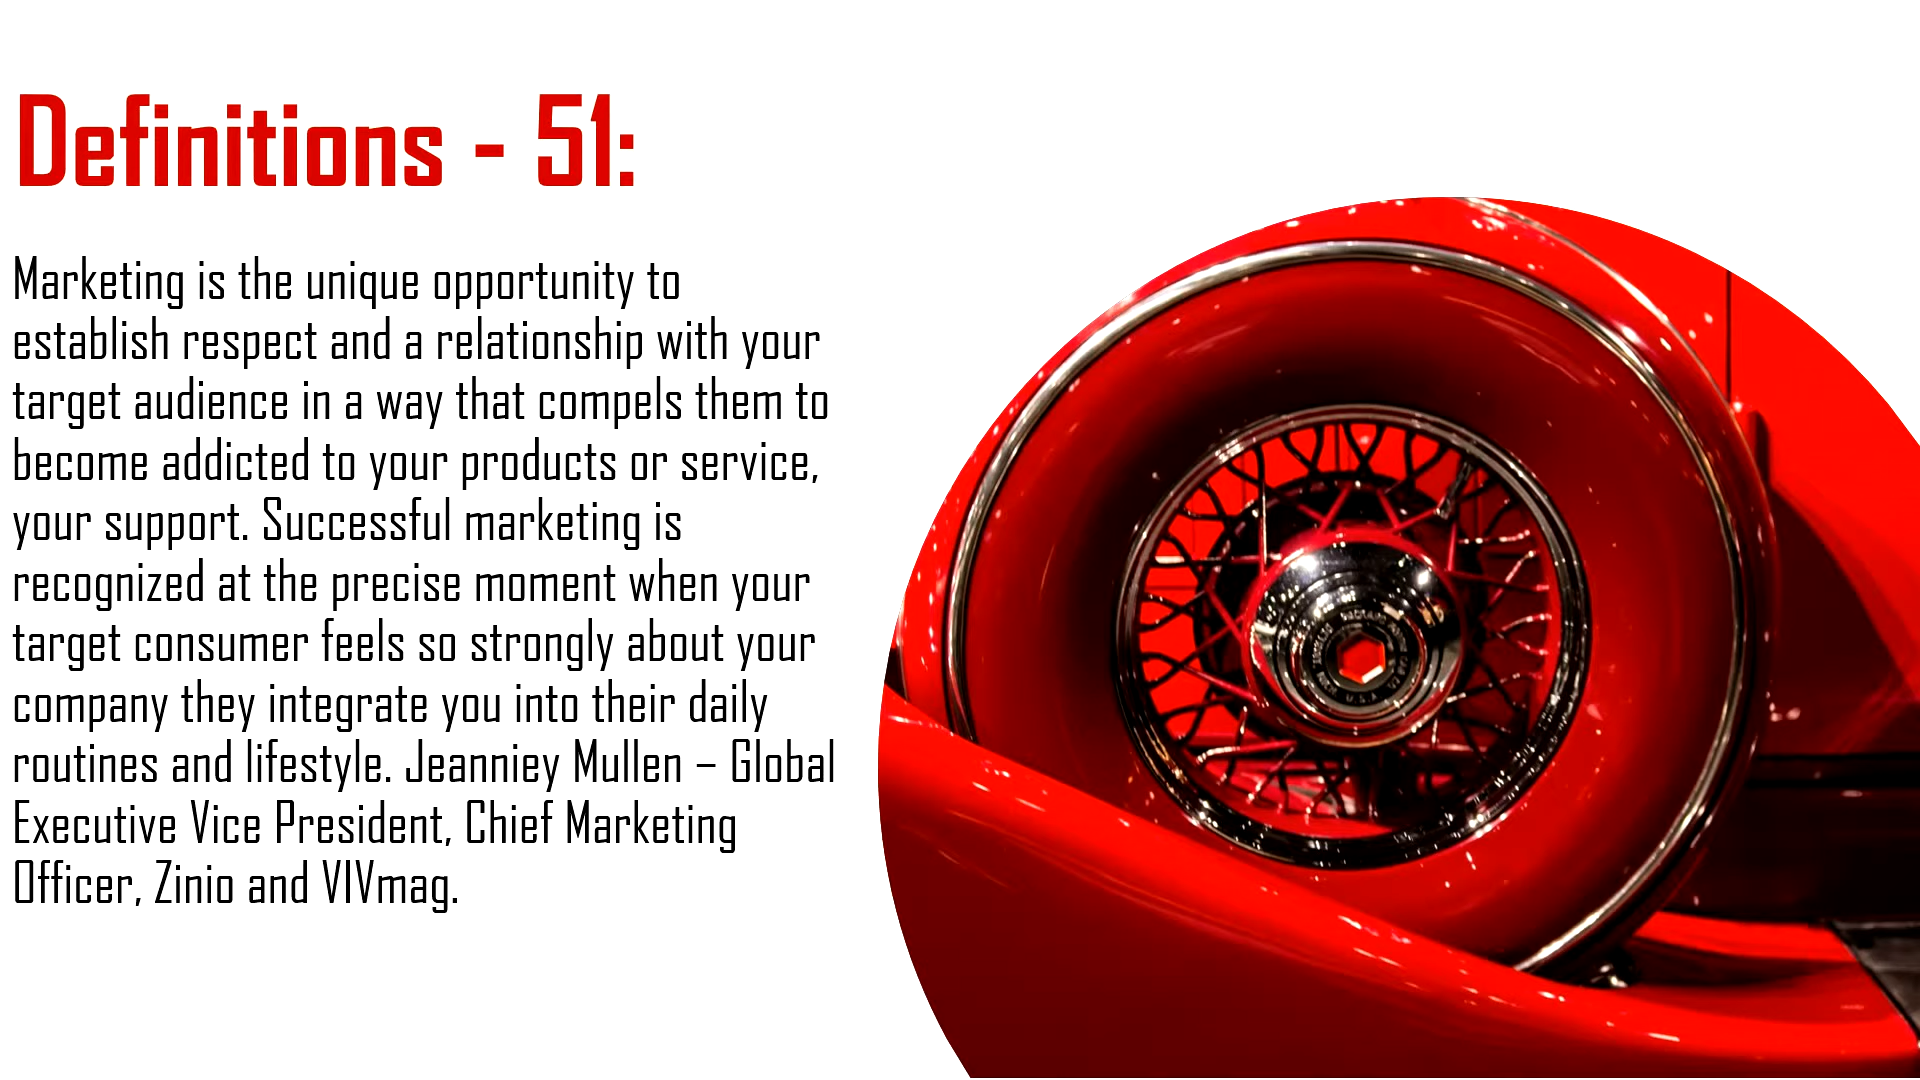 Definitions - 51:
Marketing is the unique opportunity to
establish respect and a relationship with your
target audience in a way that compels them to
become addicted to your products or service,
your support. Successful marketing is
recognized at the precise moment when your
target consumer feels so strongly about your
company they integrate you into their daily
routines and lifestyle. Jeanniey Mullen – Global
Executive Vice President, Chief Marketing
Officer, Zinio and VIVmag.
U.S.A.